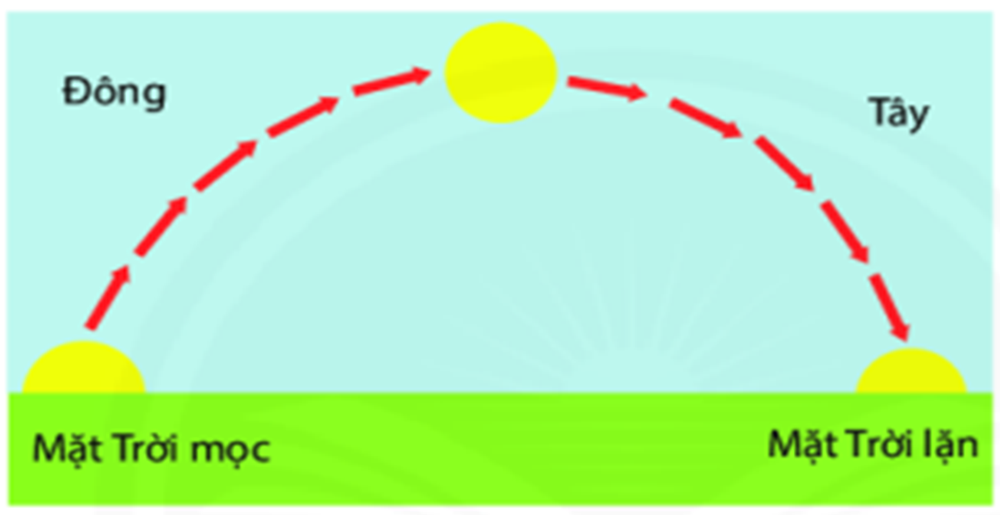 Đông
Tây
Mặt Trời mọc
Mặt Trời lặn